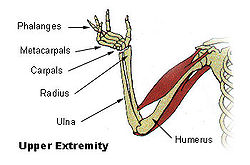 Phalanges
Metacarpals
Carpals
Radius
Ulna
Humerus
Upper Extremity